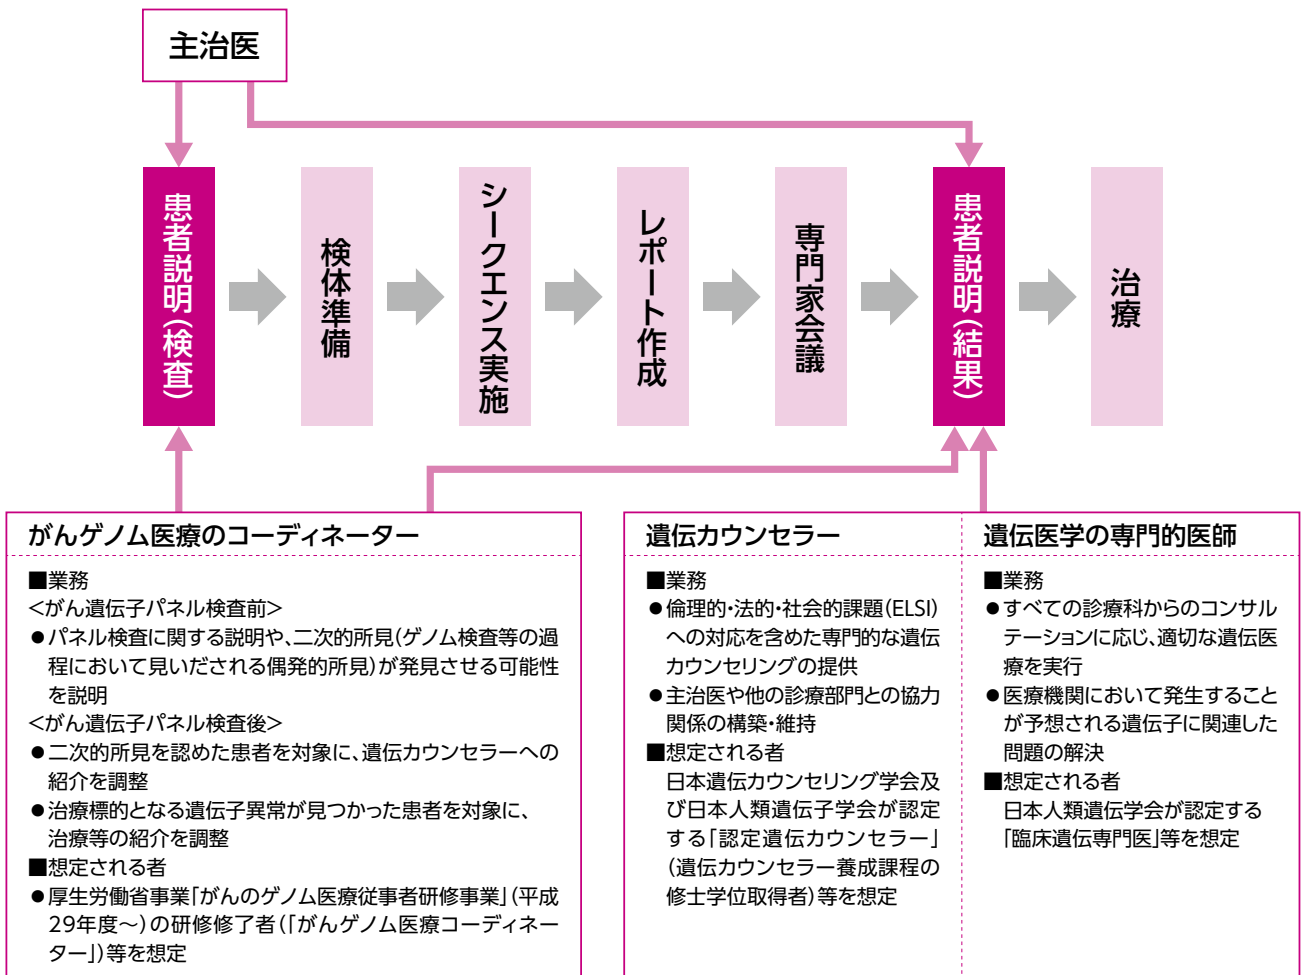 主治医
患者説明（検査）
検体準備
シークエンス実施
レポート作成
専門家会議
患者説明（結果）
治療
がんゲノム医療のコーディネーター
■業務
<がん遺伝子パネル検査前>
●パネル検査に関する説明や、二次的所見（ゲノム検査等の過
程において見いだされる偶発的所見）が発見させる可能性
を説明
<がん遺伝子パネル検査後>
●二次的所見を認めた患者を対象に、遺伝カウンセラーへの
紹介を調整
●治療標的となる遺伝子異常が見つかった患者を対象に、
治療等の紹介を調整
■想定される者
●厚生労働省事業「がんのゲノム医療従事者研修事業」（平成
29年度～）の研修修了者（「がんゲノム医療コーディネー
ター」）等を想定
遺伝カウンセラー
■業務
●倫理的・法的・社会的課題（ELSI）
への対応を含めた専門的な遺伝
カウンセリングの提供
●主治医や他の診療部門との協力
関係の構築・維持
■想定される者
日本遺伝カウンセリング学会及
び日本人類遺伝子学会が認定
する「認定遺伝カウンセラー」
（遺伝カウンセラー養成課程の
修士学位取得者）等を想定
遺伝医学の専門的医師
■業務
●すべての診療科からのコンサル
テーションに応じ、適切な遺伝医
療を実行
●医療機関において発生すること
が予想される遺伝子に関連した
問題の解決
■想定される者
日本人類遺伝学会が認定する
「臨床遺伝専門医」等を想定